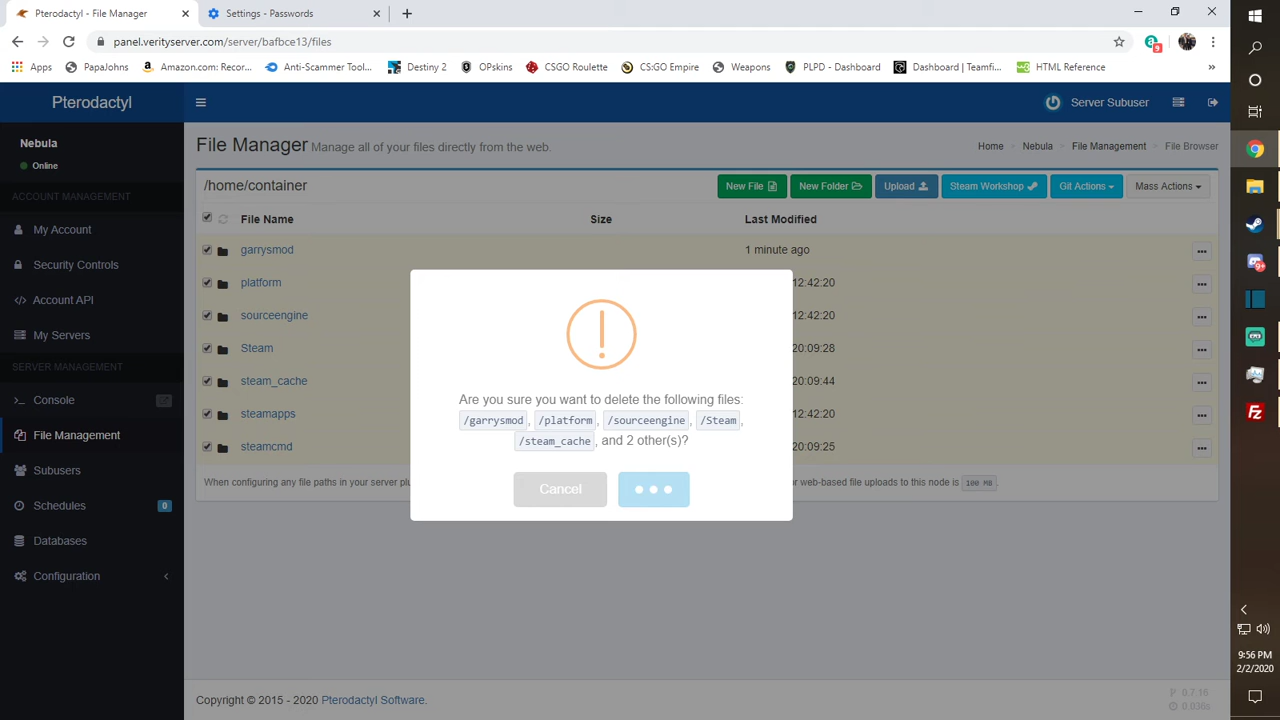 Pterodactyl - File Manager
Settings - Passwords
panel.verityserver.com/server/bafbce13/files
9
Apps
PapaJohns
Amazon.com: Recor...
Anti-Scammer Tool...
Destiny 2
OPskins
CSGO Roulette
CS:GO Empire
Weapons
PLPD - Dashboard
Dashboard | Teamfi...
HTML Reference
»
Pterodactyl
Server Subuser
Nebula
Online
ACCOUNT MANAGEMENT
My Account
Security Controls
Account API
My Servers
SERVER MANAGEMENT
Console
File Management
Subusers
Schedules
0
Databases
Configuration
File Manager Manage all of your files directly from the web.
Home > Nebula > File Management > File Browser
/home/container
New File
New Folder
Upload
Steam Workshop
Git Actions
Mass Actions
File Name Size Last Modified
garrysmod 1 minute ago
platform 12:42:20
sourceengine 12:42:20
Steam 20:09:28
steam_cache 20:09:44
steamapps 12:42:20
steamcmd 20:09:25
When configuring any file paths in your server plu
or web-based file uploads to this node is 100 MB.
Are you sure you want to delete the following files:
/garrysmod, /platform, /sourceengine, /Steam,
/steam_cache, and 2 other(s)?
Cancel
Copyright © 2015 - 2020 Pterodactyl Software.
0.7.16
0.036s
9:56 PM
2/2/2020